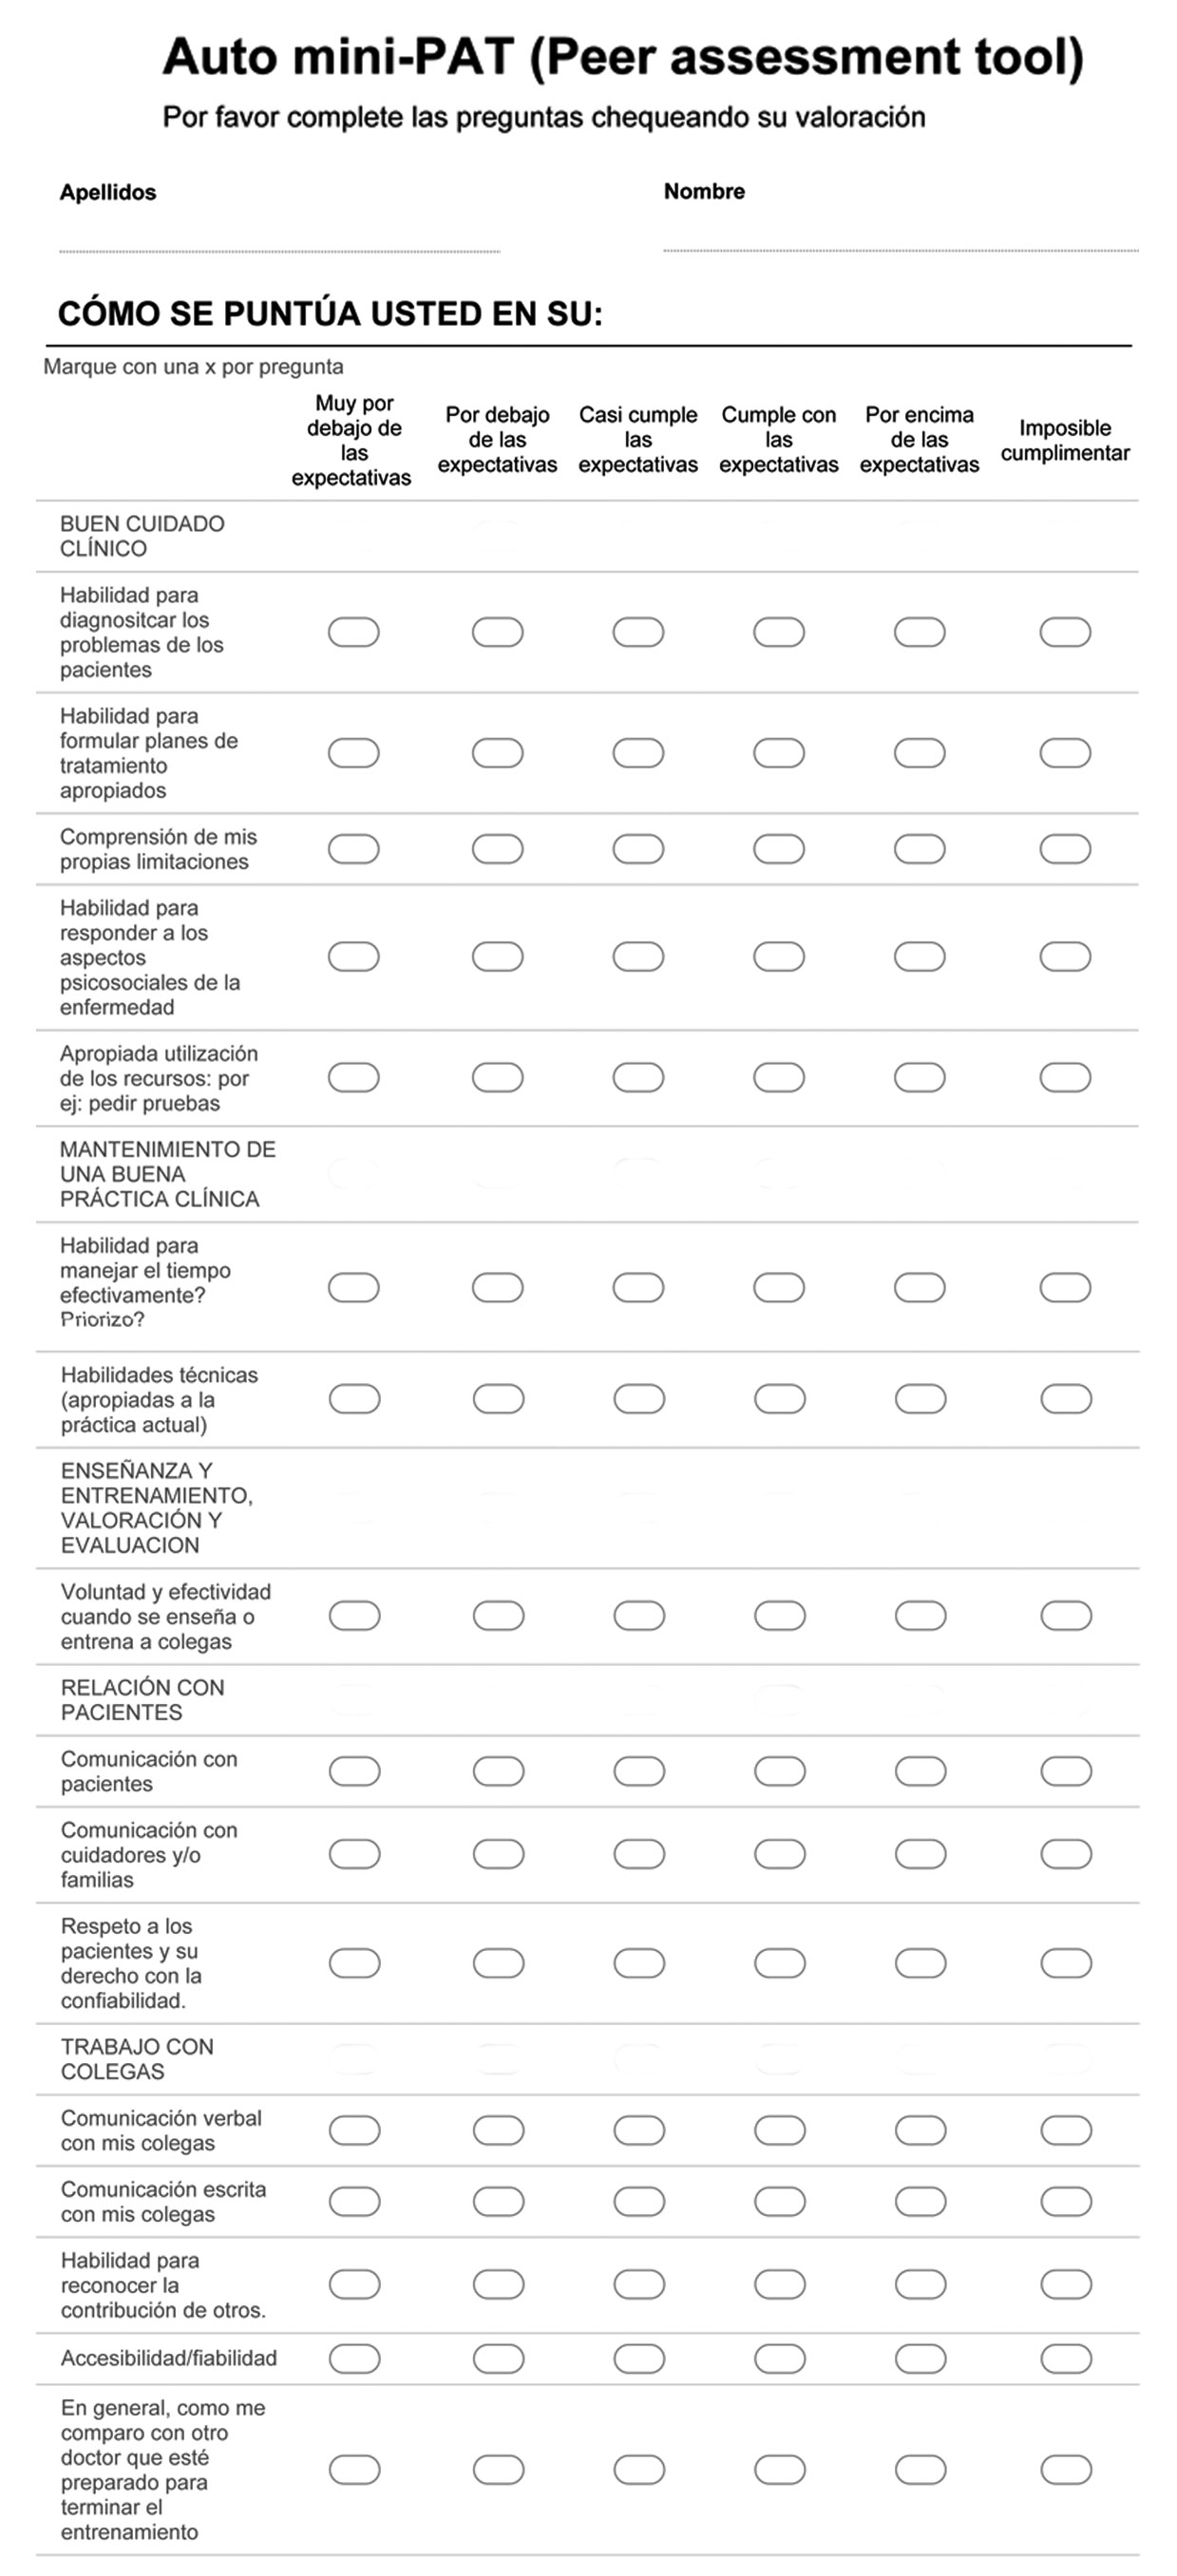 Auto mini-PAT (Peer assessment tool)
Por favor complete las preguntas chequeando su valoración
Apellidos
Nombre
CÓMO SE PUNTÚA USTED EN SU:
Marque con una x por pregunta
Muy por
debajo de
las
expectativas
Por debajo
de las
expectativas
Casi cumple
las
expectativas
Cumple con
las
expectativas
Por encima
de las
expectativas
Imposible
cumplimentar
BUEN CUIDADO
CLÍNICO
Habilidad para
diagnositcar los
problemas de los
pacientes
Habilidad para
formular planes de
tratamiento
apropiados
Comprensión de mis
propias limitaciones
Habilidad para
responder a los
aspectos
psicosociales de la
enfermedad
Apropiada utilización
de los recursos: por
ej: pedir pruebas
MANTENIMIENTO DE
UNA BUENA
PRÁCTICA CLÍNICA
Habilidad para
manejar el tiempo
efectivamente?
Priorizo?
Habilidades técnicas
(apropiadas a la
práctica actual)
ENSEÑANZA Y
ENTRENAMIENTO,
VALORACIÓN Y
EVALUACION
Voluntad y efectividad
cuando se enseña o
entrena a colegas
RELACIÓN CON
PACIENTES
Comunicación con
pacientes
Comunicación con
cuidadores y/o
familias
Respeto a los
pacientes y su
derecho con la
confiabilidad.
TRABAJO CON
COLEGAS
Comunicación verbal
con mis colegas
Comunicación escrita
con mis colegas
Habilidad para
reconocer la
contribución de otros.
Accesibilidad/fiabilidad
En general, como me
comparo con otro
doctor que esté
preparado para
terminar el
entrenamiento